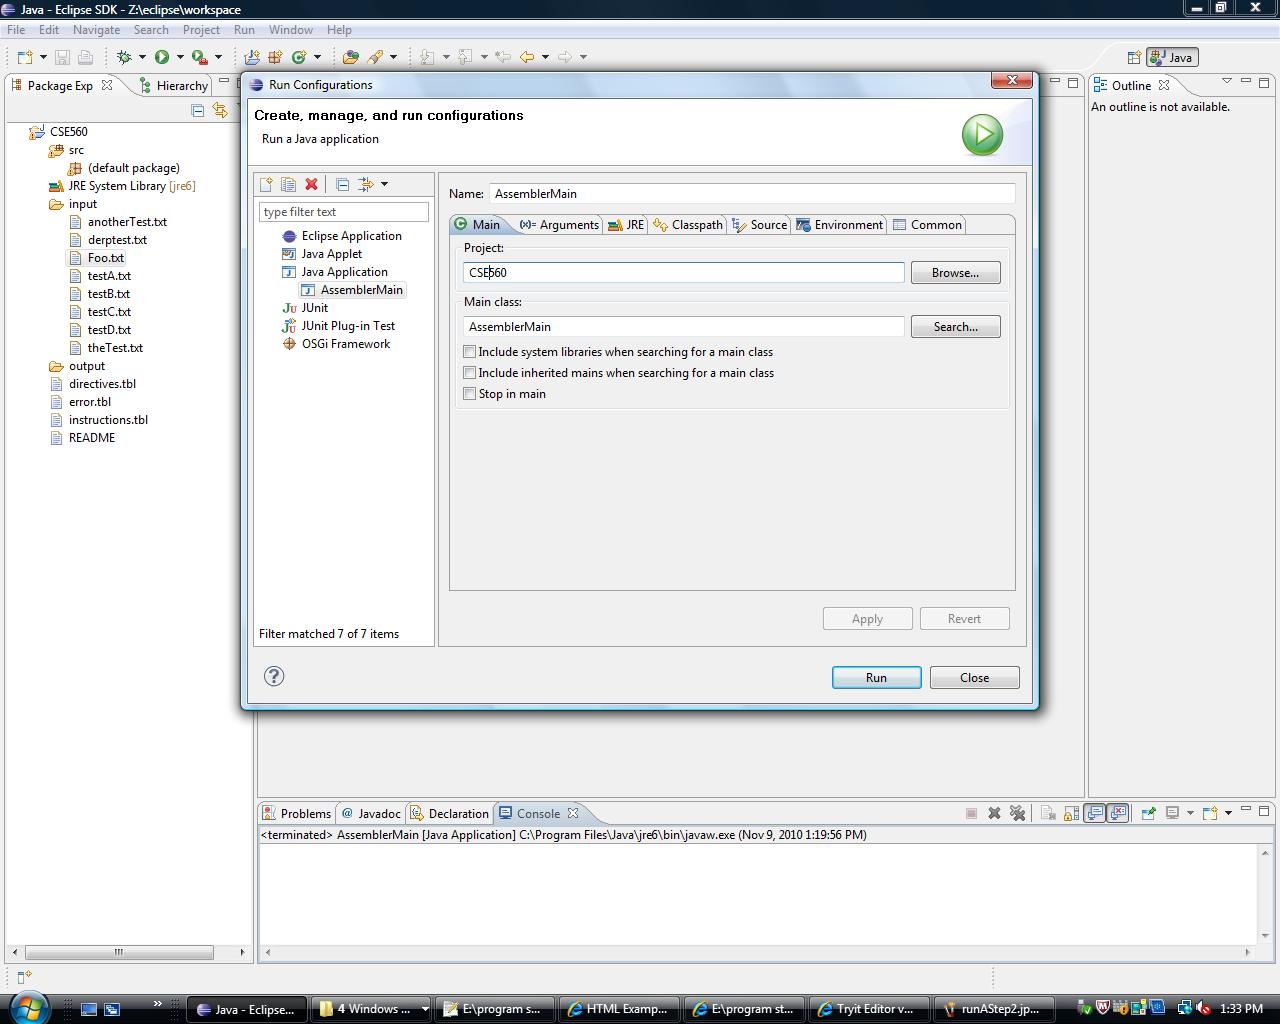 Java - Eclipse SDK - Z:\eclipse\workspace
File Edit Navigate Search Project Run Window Help
Java
Package Exp
Hierarchy
CSE560
src
(default package)
JRE System Library [jre6]
input
anotherTest.txt
derptest.txt
Foo.txt
testA.txt
testB.txt
testC.txt
testD.txt
theTest.txt
output
directives.tbl
error.tbl
instructions.tbl
README
Run Configurations
Create, manage, and run configurations
Run a Java application
type filter text
Eclipse Application
Java Applet
Java Application
AssemblerMain
JUnit
JUnit Plug-in Test
OSGi Framework
Filter matched 7 of 7 items
Name: AssemblerMain
Main (x)= Arguments JRE Classpath Source Environment Common
Project:
CSE560
Browse...
Main class:
AssemblerMain
Search...
Include system libraries when searching for a main class
Include inherited mains when searching for a main class
Stop in main
Apply Revert
Run Close
Outline
An outline is not available.
Problems @ Javadoc Declaration Console
<terminated> AssemblerMain [Java Application] C:\Program Files\Java\jre6\bin\javaw.exe (Nov 9, 2010 1:19:56 PM)
Java - Eclipse... 4 Windows ... E:\program s... HTML Examp... E:\program st... Tryit Editor v... runAStep2.jp... 1:33 PM